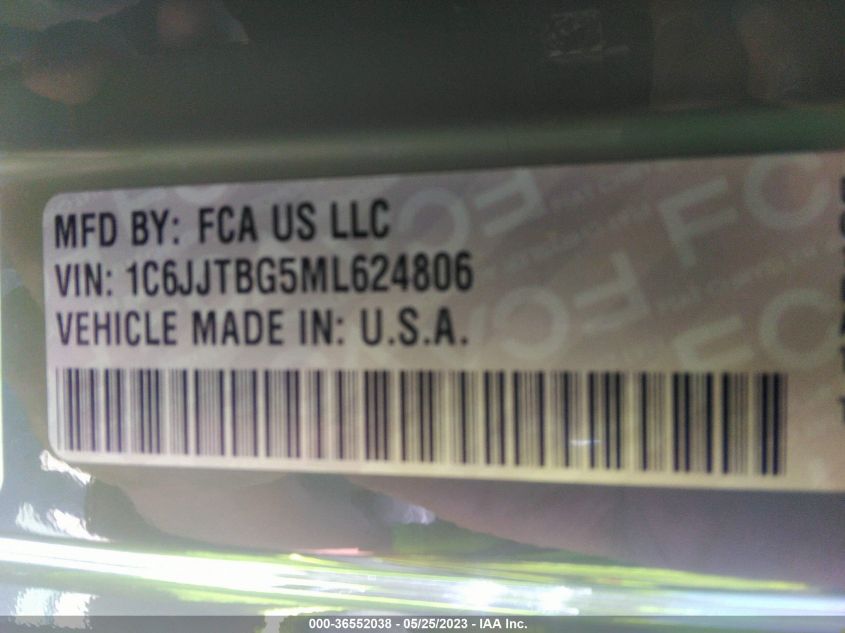 MFD BY: FCA US LLC
VIN: 1C6JJTBG5ML624806
VEHICLE MADE IN: U.S.A.
000-36552038 - 05/25/2023 - IAA Inc.